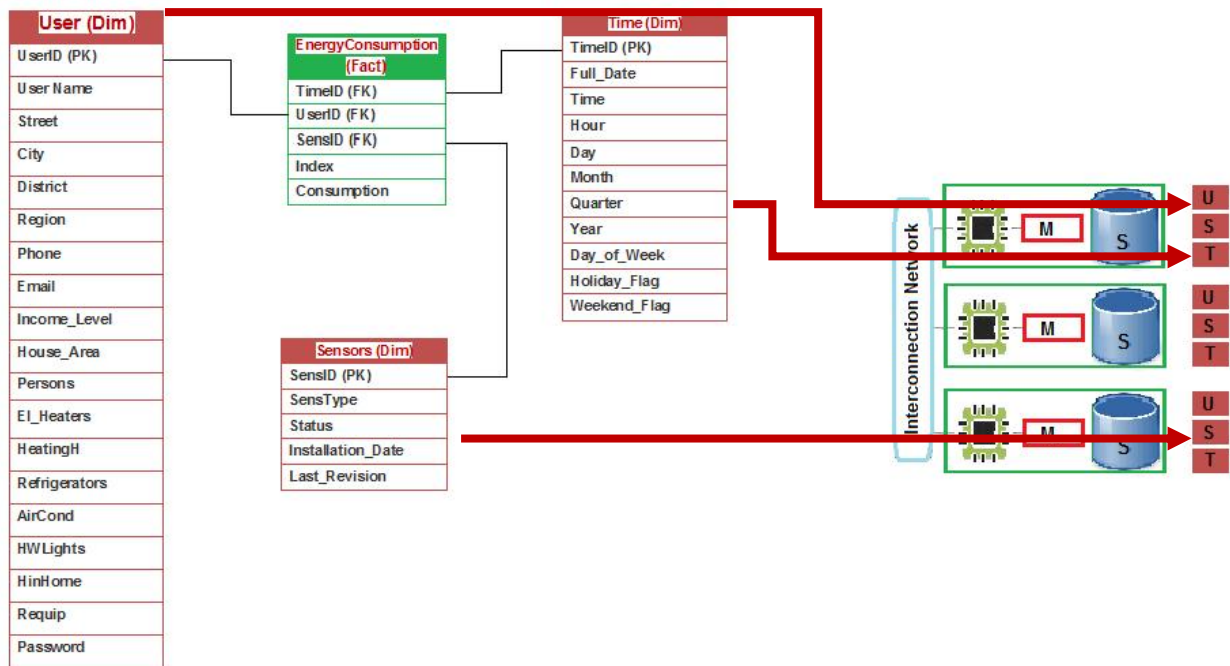 User (Dim)
UserID (PK)
User Name
Street
City
District
Region
Phone
Email
Income_Level
House_Area
Persons
El_Heaters
HeatingH
Refrigerators
AirCond
HWLights
HinHome
Requip
Password
EnergyConsumption
(Fact)
TimeID (FK)
UserID (FK)
SensID (FK)
Index
Consumption
Sensors (Dim)
SensID (PK)
SensType
Status
Installation_Date
Last_Revision
Time (Dim)
TimeID (PK)
Full_Date
Time
Hour
Day
Month
Quarter
Year
Day_of_Week
Holiday_Flag
Weekend_Flag
Interconnection Network
M
S
U
S
T
M
S
U
S
T
M
S
U
S
T